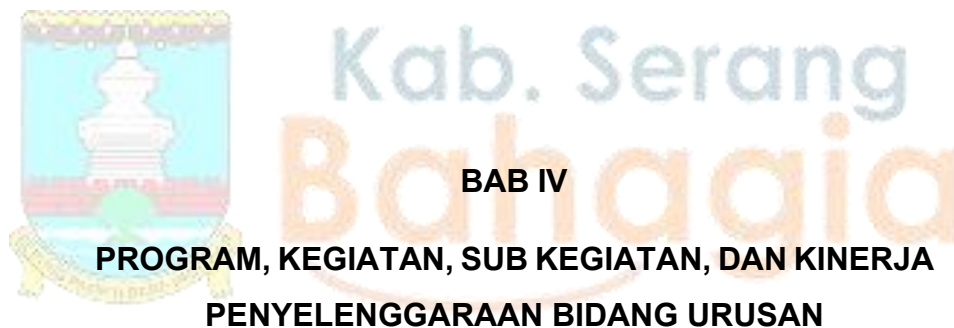 Kab. Serang
Bahagia
BAB IV
PROGRAM, KEGIATAN, SUB KEGIATAN, DAN KINERJA
PENYELENGGARAAN BIDANG URUSAN